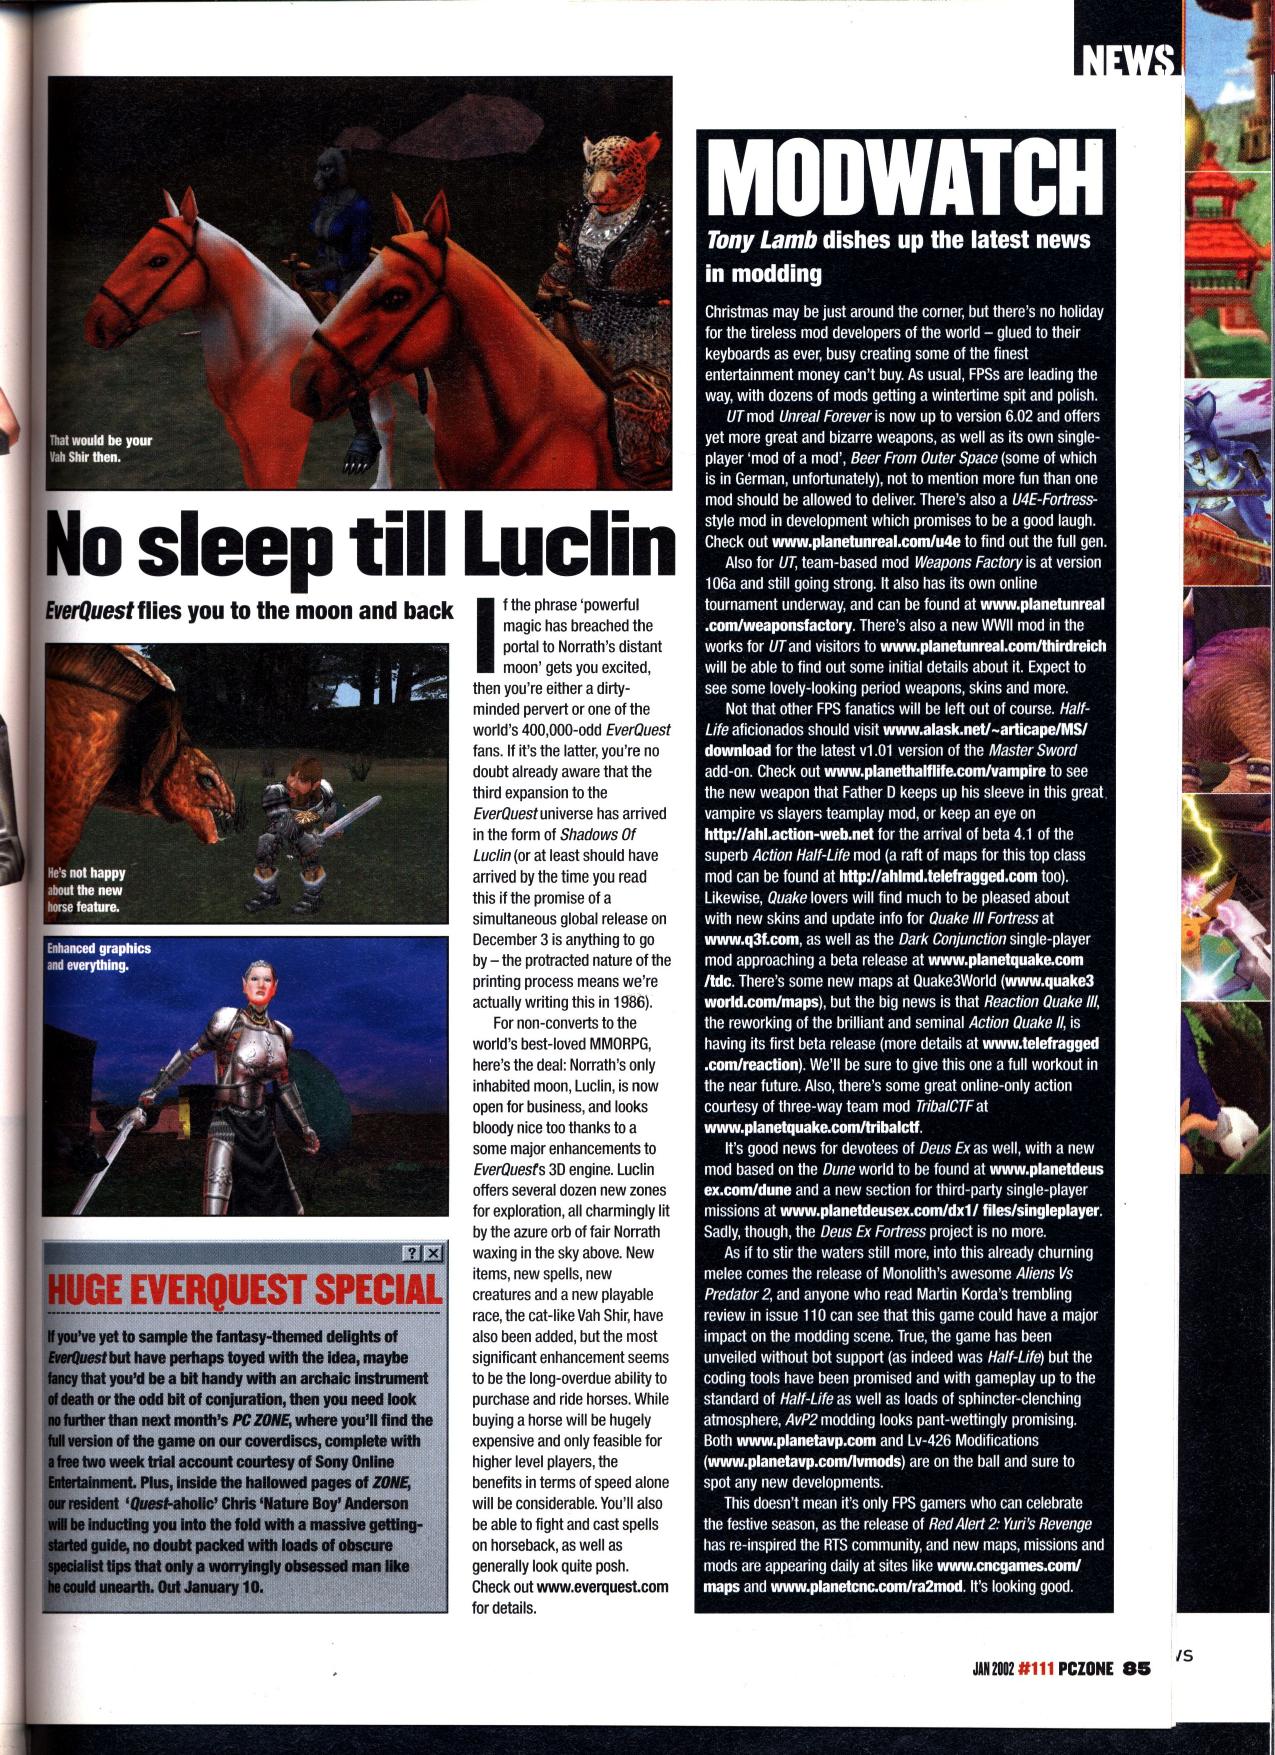 NEWS
That would be your
Vah Shir then.
No sleep till Luclin
EverQuest flies you to the moon and back
He's not happy
about the new
horse feature.
Enhanced graphics
and everything.
HUGE EVERQUEST SPECIAL
If you've yet to sample the fantasy-themed delights of
EverQuest but have perhaps toyed with the idea, maybe
fancy that you'd be a bit handy with an archaic instrument
of death or the odd bit of conjuration, then you need look
no further than next month's PC ZONE, where you'll find the
full version of the game on our coverdiscs, complete with
a free two week trial account courtesy of Sony Online
Entertainment. Plus, inside the hallowed pages of ZONE,
our resident 'Quest-aholic' Chris 'Nature Boy' Anderson
will be inducting you into the fold with a massive getting-
started guide, no doubt packed with loads of obscure
specialist tips that only a worryingly obsessed man like
he could unearth. Out January 10.
If the phrase 'powerful
magic has breached the
portal to Norrath's distant
moon' gets you excited,
then you're either a dirty-
minded pervert or one of the
world's 400,000-odd EverQuest
fans. If it's the latter, you're no
doubt already aware that the
third expansion to the
EverQuest universe has arrived
in the form of Shadows Of
Luclin (or at least should have
arrived by the time you read
this if the promise of a
simultaneous global release on
December 3 is anything to go
by – the protracted nature of the
printing process means we're
actually writing this in 1986).
For non-converts to the
world's best-loved MMORPG,
here's the deal: Norrath's only
inhabited moon, Luclin, is now
open for business, and looks
bloody nice too thanks to a
some major enhancements to
EverQuest's 3D engine. Luclin
offers several dozen new zones
for exploration, all charmingly lit
by the azure orb of fair Norrath
waxing in the sky above. New
items, new spells, new
creatures and a new playable
race, the cat-like Vah Shir, have
also been added, but the most
significant enhancement seems
to be the long-overdue ability to
purchase and ride horses. While
buying a horse will be hugely
expensive and only feasible for
higher level players, the
benefits in terms of speed alone
will be considerable. You'll also
be able to fight and cast spells
on horseback, as well as
generally look quite posh.
Check out www.everquest.com
for details.
MODWATCH
Tony Lamb dishes up the latest news
in modding
Christmas may be just around the corner, but there's no holiday
for the tireless mod developers of the world – glued to their
keyboards as ever, busy creating some of the finest
entertainment money can't buy. As usual, FPSs are leading the
way, with dozens of mods getting a wintertime spit and polish.
UT mod Unreal Forever is now up to version 6.02 and offers
yet more great and bizarre weapons, as well as its own single-
player 'mod of a mod', Beer From Outer Space (some of which
is in German, unfortunately), not to mention more fun than one
mod should be allowed to deliver. There's also a U4E-Fortress-
style mod in development which promises to be a good laugh.
Check out www.planetunreal.com/u4e to find out the full gen.
Also for UT, team-based mod Weapons Factory is at version
106a and still going strong. It also has its own online
tournament underway, and can be found at www.planetunreal
.com/weaponsfactory. There's also a new WWII mod in the
works for UT and visitors to www.planetunreal.com/thirdreich
will be able to find out some initial details about it. Expect to
see some lovely-looking period weapons, skins and more.
Not that other FPS fanatics will be left out of course. Half-
Life aficionados should visit www.alask.net/~articape/MS/
download for the latest v1.01 version of the Master Sword
add-on. Check out www.planethalflife.com/vampire to see
the new weapon that Father D keeps up his sleeve in this great
vampire vs slayers teamplay mod, or keep an eye on
http://ahl.action-web.net for the arrival of beta 4.1 of the
superb Action Half-Life mod (a raft of maps for this top class
mod can be found at http://ahlmd.telefragged.com too).
Likewise, Quake lovers will find much to be pleased about
with new skins and update info for Quake III Fortress at
www.q3f.com, as well as the Dark Conjunction single-player
mod approaching a beta release at www.planetquake.com
/tdc. There's some new maps at Quake3World (www.quake3
world.com/maps), but the big news is that Reaction Quake III,
the reworking of the brilliant and seminal Action Quake II, is
having its first beta release (more details at www.telefragged
.com/reaction). We'll be sure to give this one a full workout in
the near future. Also, there's some great online-only action
courtesy of three-way team mod TribalCTF at
www.planetquake.com/tribalctf.
It's good news for devotees of Deus Ex as well, with a new
mod based on the Dune world to be found at www.planetdeus
ex.com/dune and a new section for third-party single-player
missions at www.planetdeusex.com/dx1/ files/singleplayer.
Sadly, though, the Deus Ex Fortress project is no more.
As if to stir the waters still more, into this already churning
melee comes the release of Monolith's awesome Aliens Vs
Predator 2, and anyone who read Martin Korda's trembling
review in issue 110 can see that this game could have a major
impact on the modding scene. True, the game has been
unveiled without bot support (as indeed was Half-Life) but the
coding tools have been promised and with gameplay up to the
standard of Half-Life as well as loads of sphincter-clenching
atmosphere, AvP2 modding looks pant-wettingly promising.
Both www.planetavp.com and Lv-426 Modifications
(www.planetavp.com/lvmods) are on the ball and sure to
spot any new developments.
This doesn't mean it's only FPS gamers who can celebrate
the festive season, as the release of Red Alert 2: Yuri's Revenge
has re-inspired the RTS community, and new maps, missions and
mods are appearing daily at sites like www.cncgames.com/
maps and www.planetcnc.com/ra2mod. It's looking good.
JAN 2002 #111 PCZONE 85